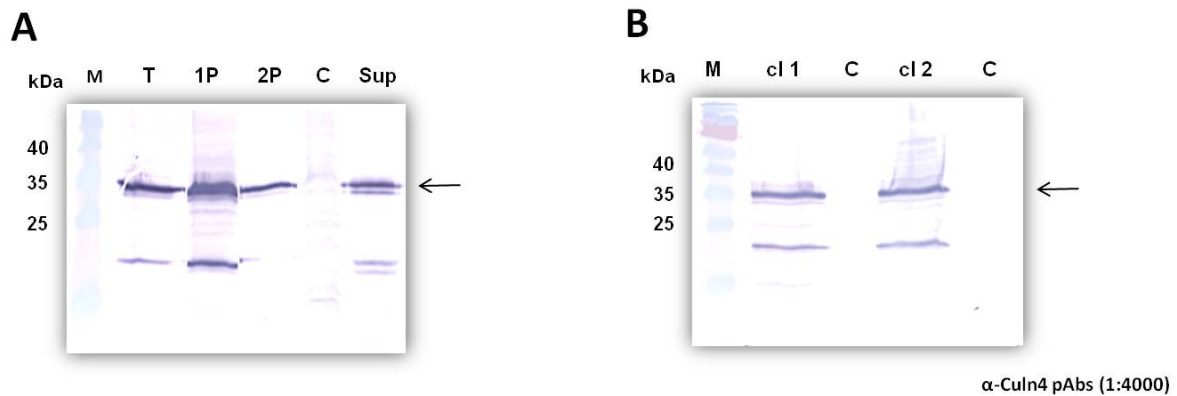 A
kDa M T 1P 2P C Sup
40
35
25
B
kDa M cl 1 C cl 2 C
40
35
25
α-Culn4 pAbs (1:4000)